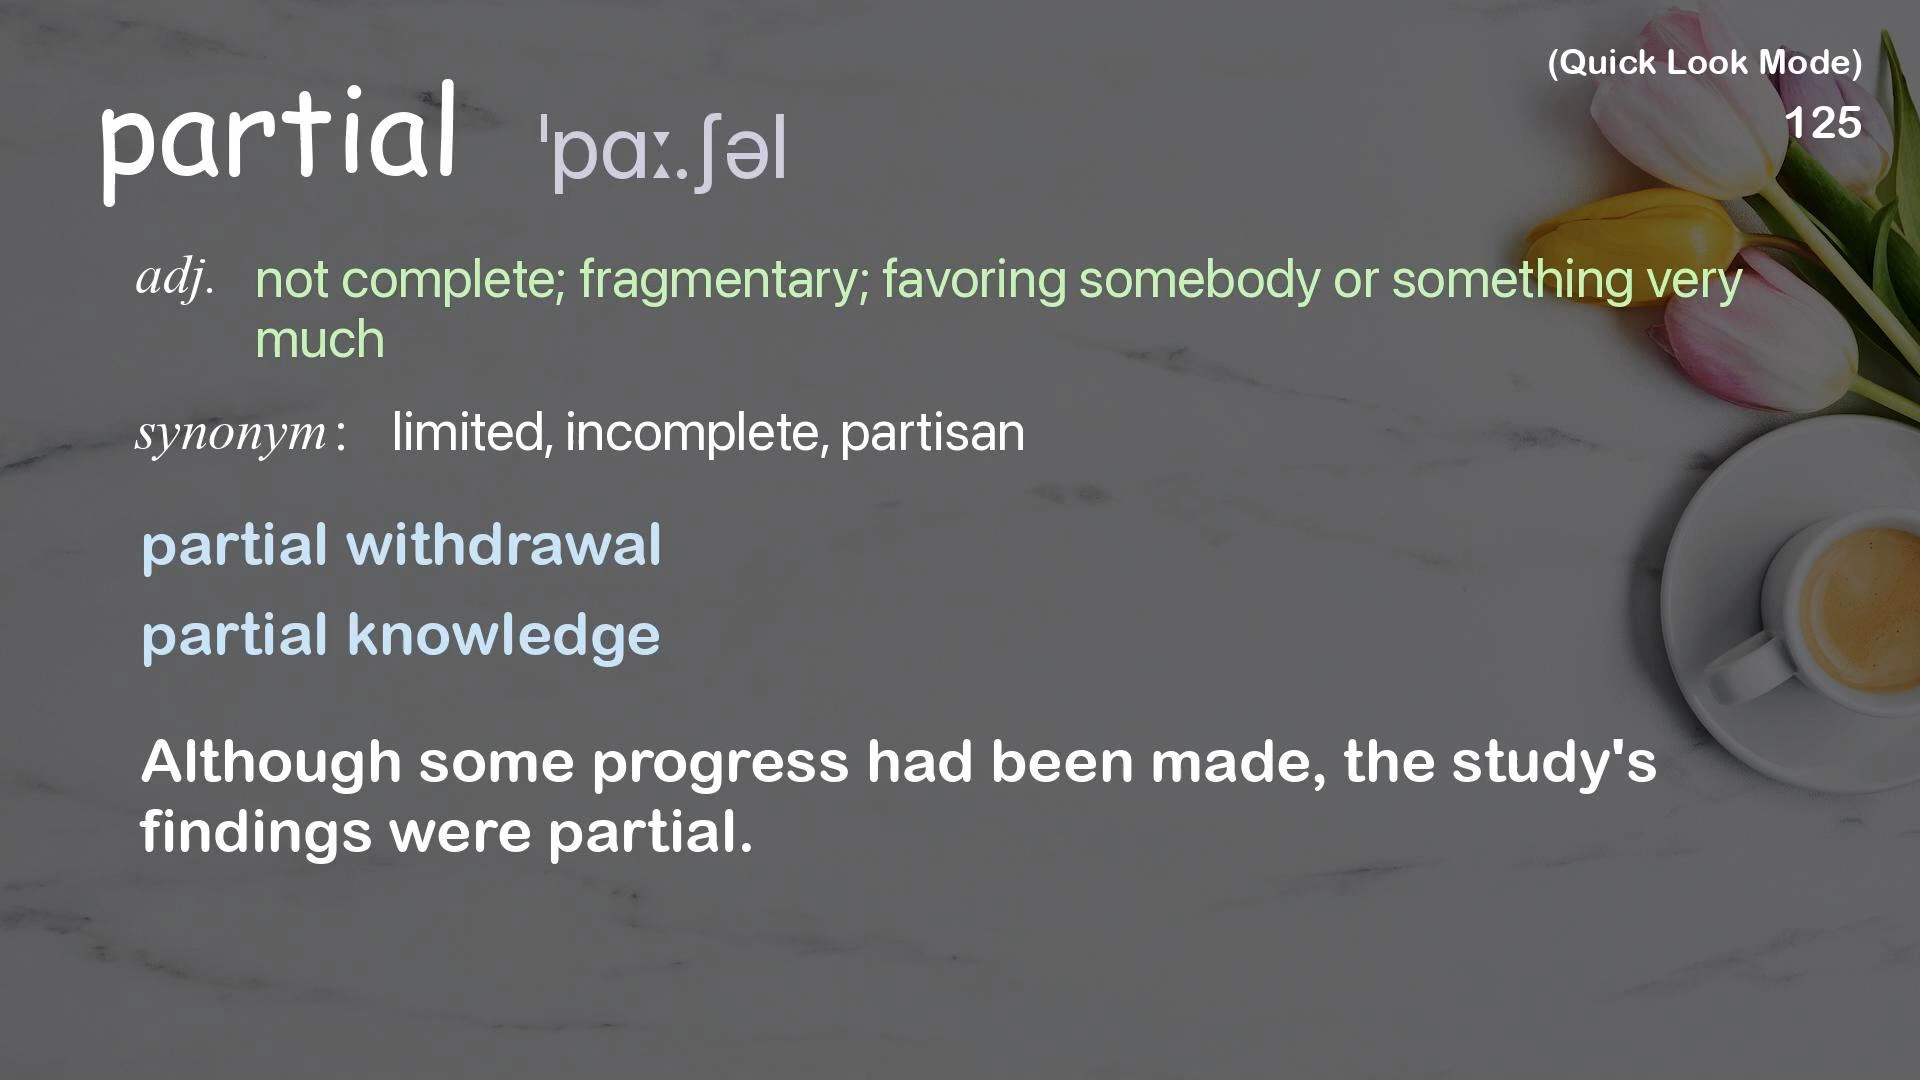 (Quick Look Mode)
125
partial ˈpɑː.ʃəl
adj. not complete; fragmentary; favoring somebody or something very
much
synonym: limited, incomplete, partisan
partial withdrawal
partial knowledge
Although some progress had been made, the study's
findings were partial.